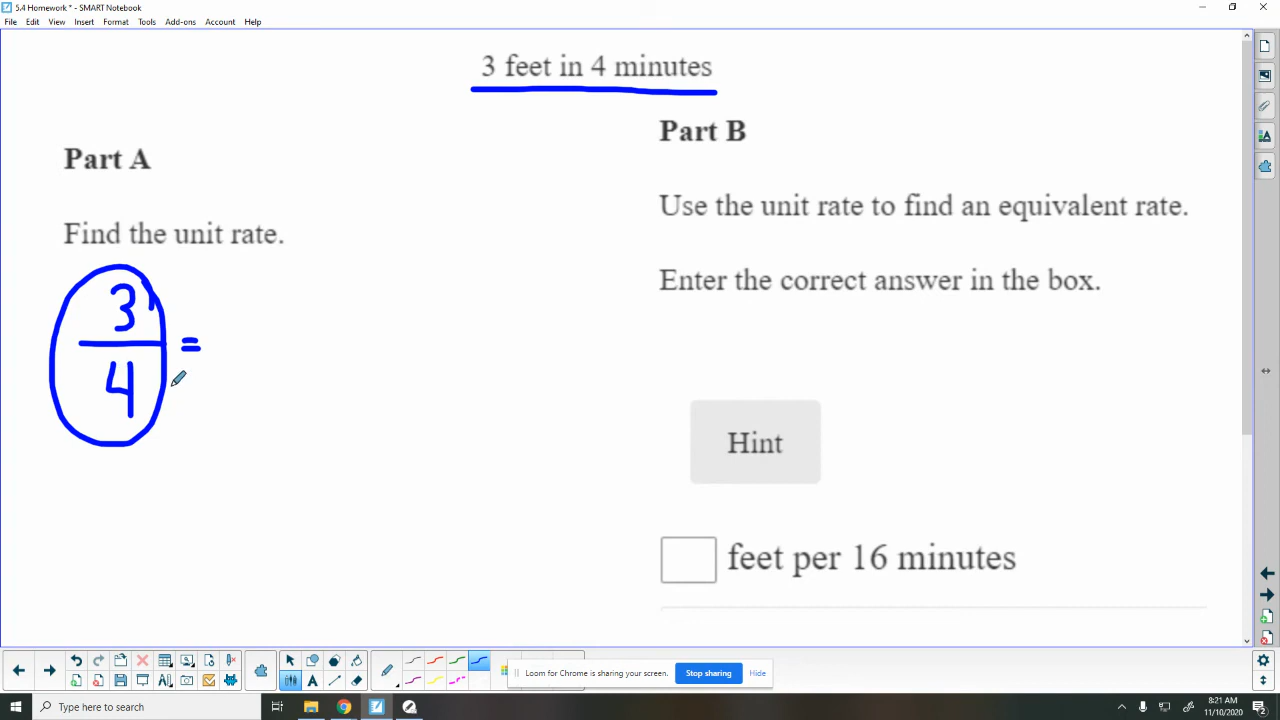 5.4 Homework * - SMART Notebook
File Edit View Insert Format Tools Add-ons Account Help
3 feet in 4 minutes
Part A
Find the unit rate.
3
4
=
Part B
Use the unit rate to find an equivalent rate.
Enter the correct answer in the box.
Hint
feet per 16 minutes
Loom for Chrome is sharing your screen. Stop sharing Hide
Type here to search
8:21 AM
11/10/2020